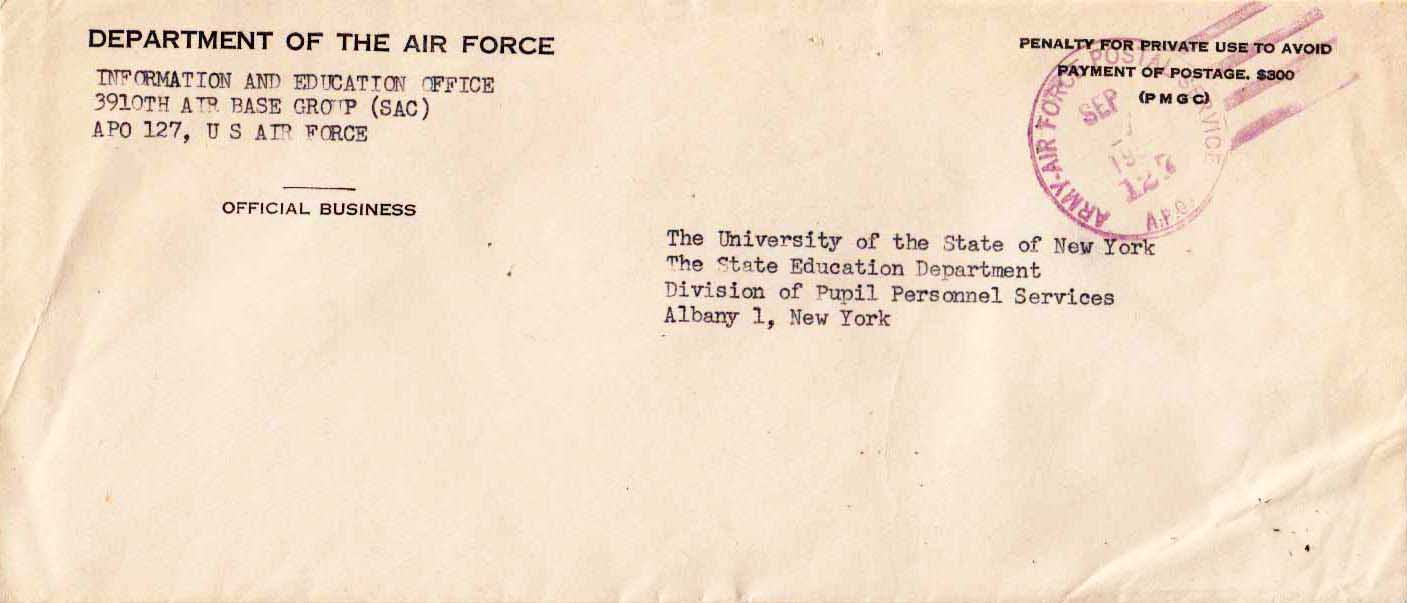 DEPARTMENT OF THE AIR FORCE
INFORMATION AND EDUCATION OFFICE
3910TH AIR BASE GROUP (SAC)
APO 127, U S AIR FORCE
OFFICIAL BUSINESS
PENALTY FOR PRIVATE USE TO AVOID
PAYMENT OF POSTAGE, $300
(PMGC)
ARMY-AIR FORCE POSTAL SERVICE
SEP
127
A.P.O.
The University of the State of New York
The State Education Department
Division of Pupil Personnel Services
Albany 1, New York